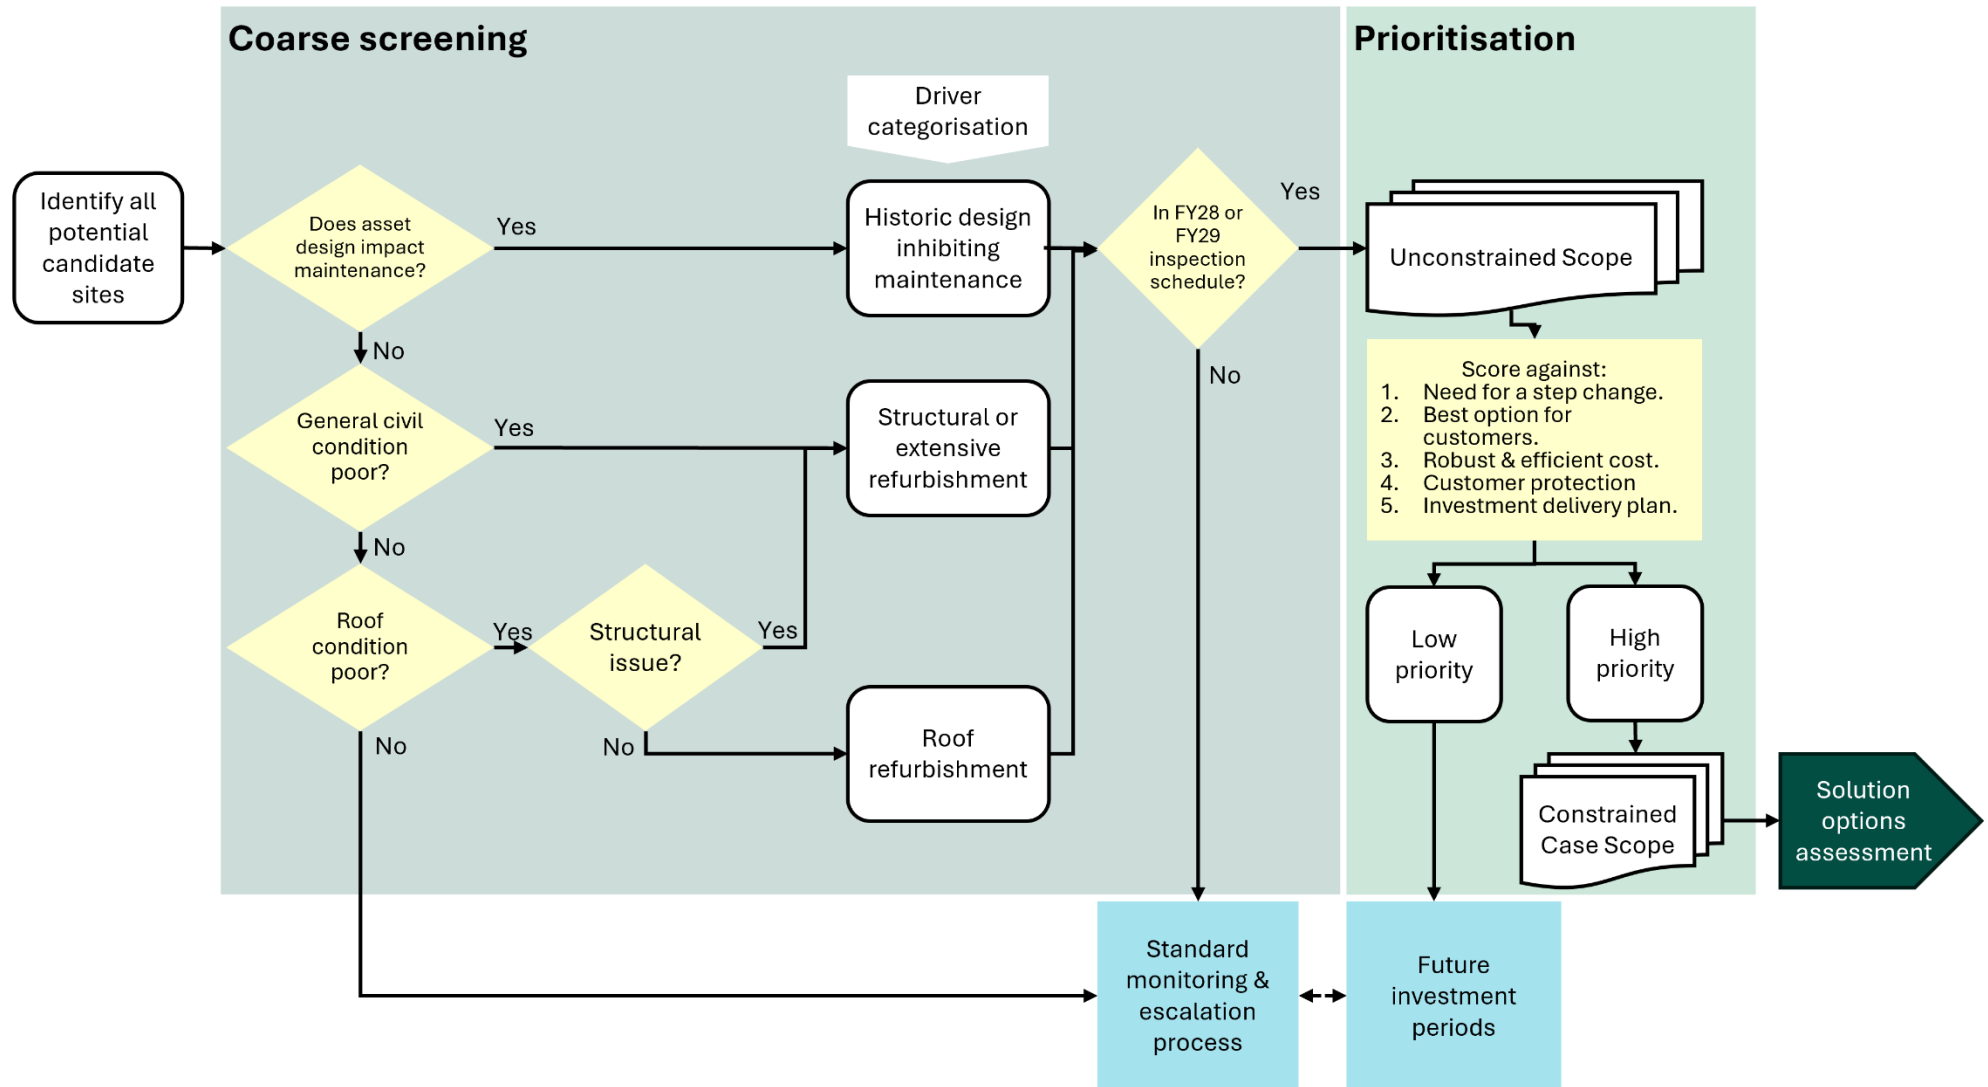 Coarse screening
Prioritisation
Driver
categorisation
Identify all
potential
candidate
sites
Does asset
design impact
maintenance?
Yes
No
Historic design
inhibiting
maintenance
In FY28 or
FY29
inspection
schedule?
Yes
No
Unconstrained Scope
General civil
condition
poor?
Yes
No
Structural or
extensive
refurbishment
Score against:
1. Need for a step change.
2. Best option for
customers.
3. Robust & efficient cost.
4. Customer protection
5. Investment delivery plan.
Roof
condition
poor?
Yes
No
Structural
issue?
Yes
No
Roof
refurbishment
Low
priority
High
priority
Constrained
Case Scope
Solution
options
assessment
Standard
monitoring &
escalation
process
Future
investment
periods